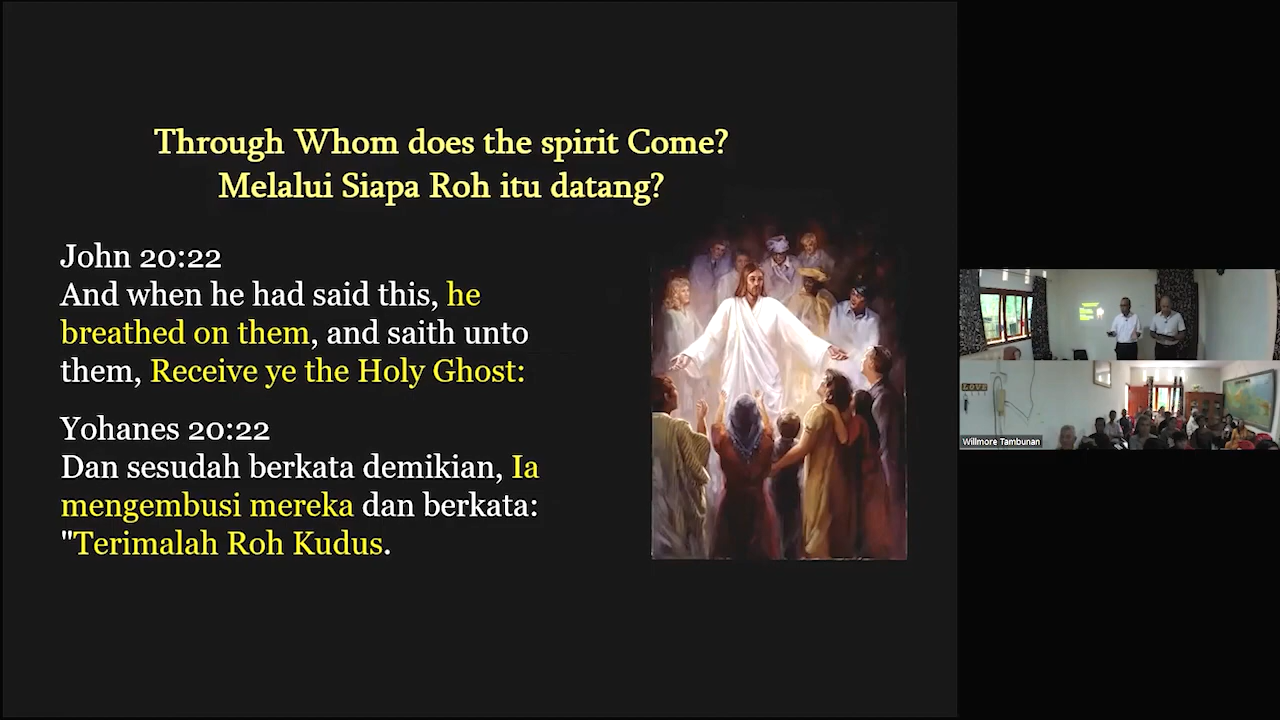 Through Whom does the spirit Come?
Melalui Siapa Roh itu datang?
John 20:22
And when he had said this, he
breathed on them, and saith unto
them, Receive ye the Holy Ghost:
Yohanes 20:22
Dan sesudah berkata demikian, Ia
mengembusi mereka dan berkata:
"Terimalah Roh Kudus.
LOVE
Willmore Tambunan